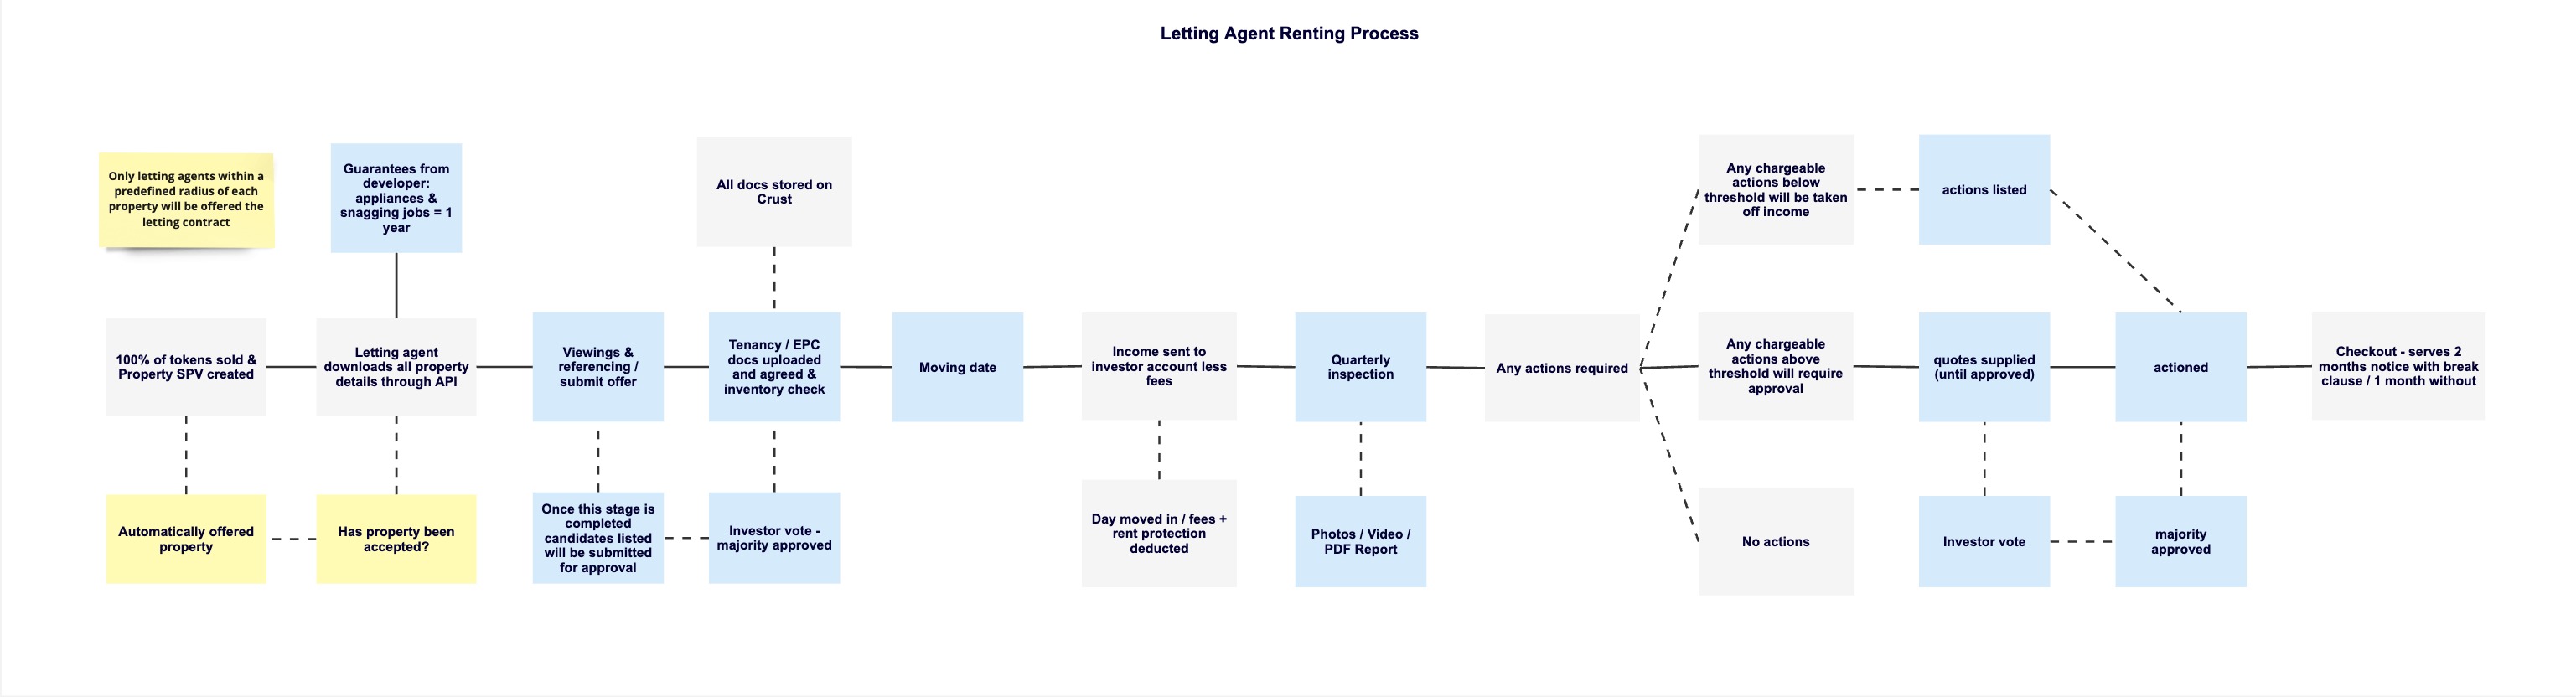 Letting Agent Renting Process
Only letting agents within a
predefined radius of each
property will be offered the
letting contract
Guarantees from
developer:
appliances &
snagging jobs = 1
year
All docs stored on
Crust
Any chargeable
actions below
threshold will be taken
off income
actions listed
100% of tokens sold &
Property SPV created
Letting agent
downloads all property
details through API
Viewings &
referencing /
submit offer
Tenancy / EPC
docs uploaded
and agreed &
inventory check
Moving date
Income sent to
investor account less
fees
Quarterly
inspection
Any actions required
Any chargeable
actions above
threshold will require
approval
quotes supplied
(until approved)
actioned
Checkout - serves 2
months notice with break
clause / 1 month without
Automatically offered
property
Has property been
accepted?
Once this stage is
completed
candidates listed
will be submitted
for approval
Investor vote -
majority approved
Day moved in / fees +
rent protection
deducted
Photos / Video /
PDF Report
No actions
Investor vote
majority
approved